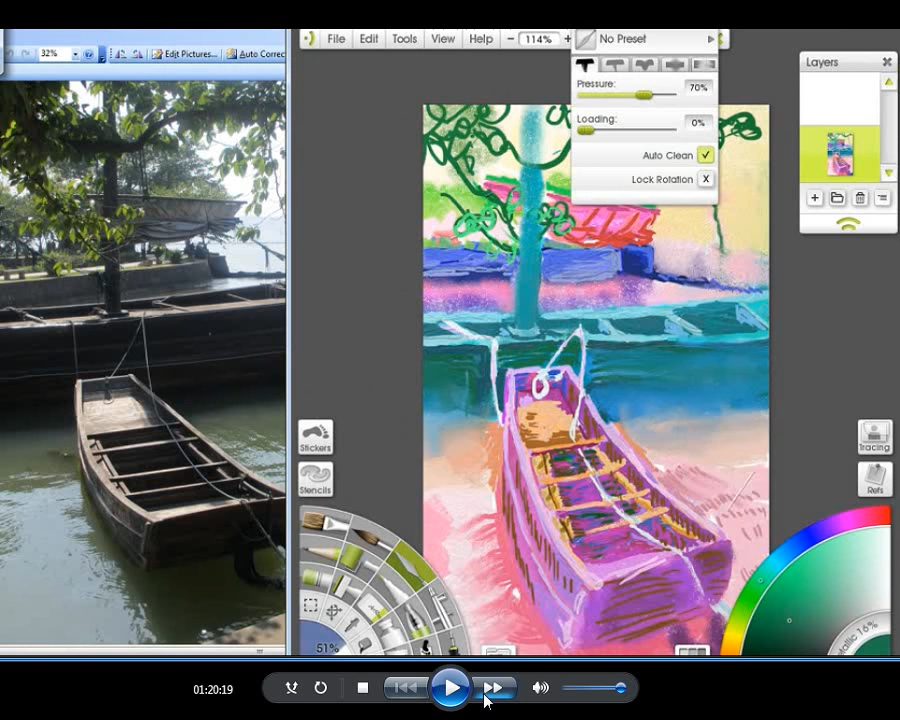 32%
Edit Pictures...
Auto Correc
File Edit Tools View Help
114%
No Preset
Pressure:
70%
Loading:
0%
Auto Clean
Lock Rotation X
Layers
Stickers
Stencils
Tracing
Refs
51%
Metallic 16%
01:20:19